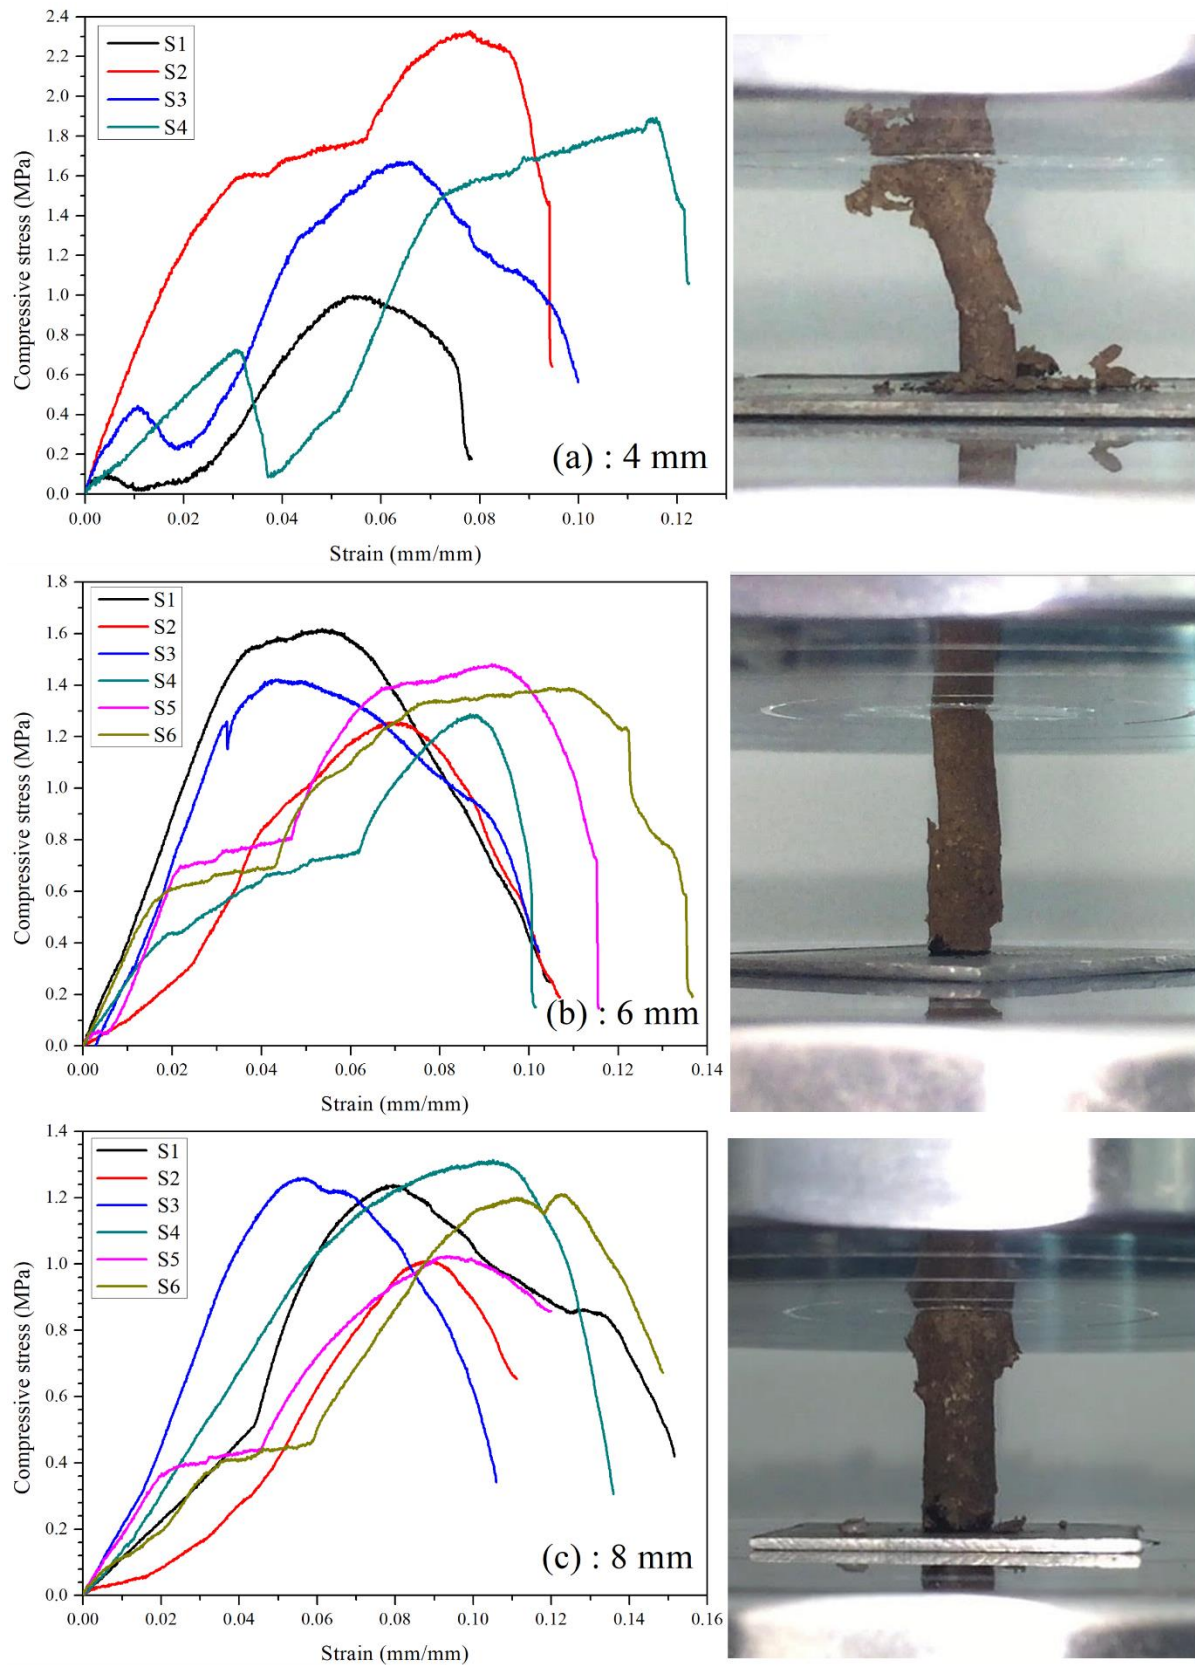 2.4
2.2
2.0
1.8
1.6
1.4
1.2
1.0
0.8
0.6
0.4
0.2
0.0
Compressive stress (MPa)
S1
S2
S3
S4
(a) : 4 mm
0.00 0.02 0.04 0.06 0.08 0.10 0.12
Strain (mm/mm)
1.8
1.6
1.4
1.2
1.0
0.8
0.6
0.4
0.2
0.0
Compressive stress (MPa)
S1
S2
S3
S4
S5
S6
(b) : 6 mm
0.00 0.02 0.04 0.06 0.08 0.10 0.12 0.14
Strain (mm/mm)
1.4
1.2
1.0
0.8
0.6
0.4
0.2
0.0
Compressive stress (MPa)
S1
S2
S3
S4
S5
S6
(c) : 8 mm
0.00 0.02 0.04 0.06 0.08 0.10 0.12 0.14 0.16
Strain (mm/mm)